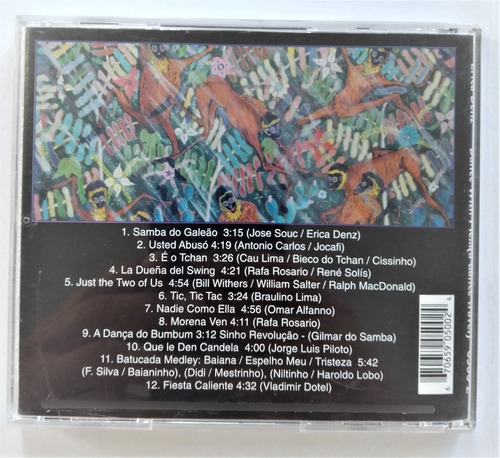 1. Samba do Galeão 3:15 (Jose Souc / Erica Denz)
2. Usted Abusó 4:19 (Antonio Carlos / Jocafi)
3. É o Tchan 3:26 (Cau Lima / Bieco do Tchan / Cissinho)
4. La Dueña del Swing 4:21 (Rafa Rosario / René Solís)
5. Just the Two of Us 4:54 (Bill Withers / William Salter / Ralph MacDonald)
6. Tic, Tic Tac 3:24 (Braulino Lima)
7. Nadie Como Ella 4:56 (Omar Alfanno)
8. Morena Ven 4:11 (Rafa Rosario)
9. A Dança do Bumbum 3:12 Sinho Revolução - (Gilmar do Samba)
10. Que le Den Candela 4:00 (Jorge Luis Piloto)
11. Batucada Medley: Baiana / Espelho Meu / Tristeza 5:42
(F. Silva / Baianinho), (Didi / Mestrinho), (Niltinho / Haroldo Lobo)
12. Fiesta Caliente 4:32 (Vladimir Dotel)
6 70659 05002 4
Erica Denz